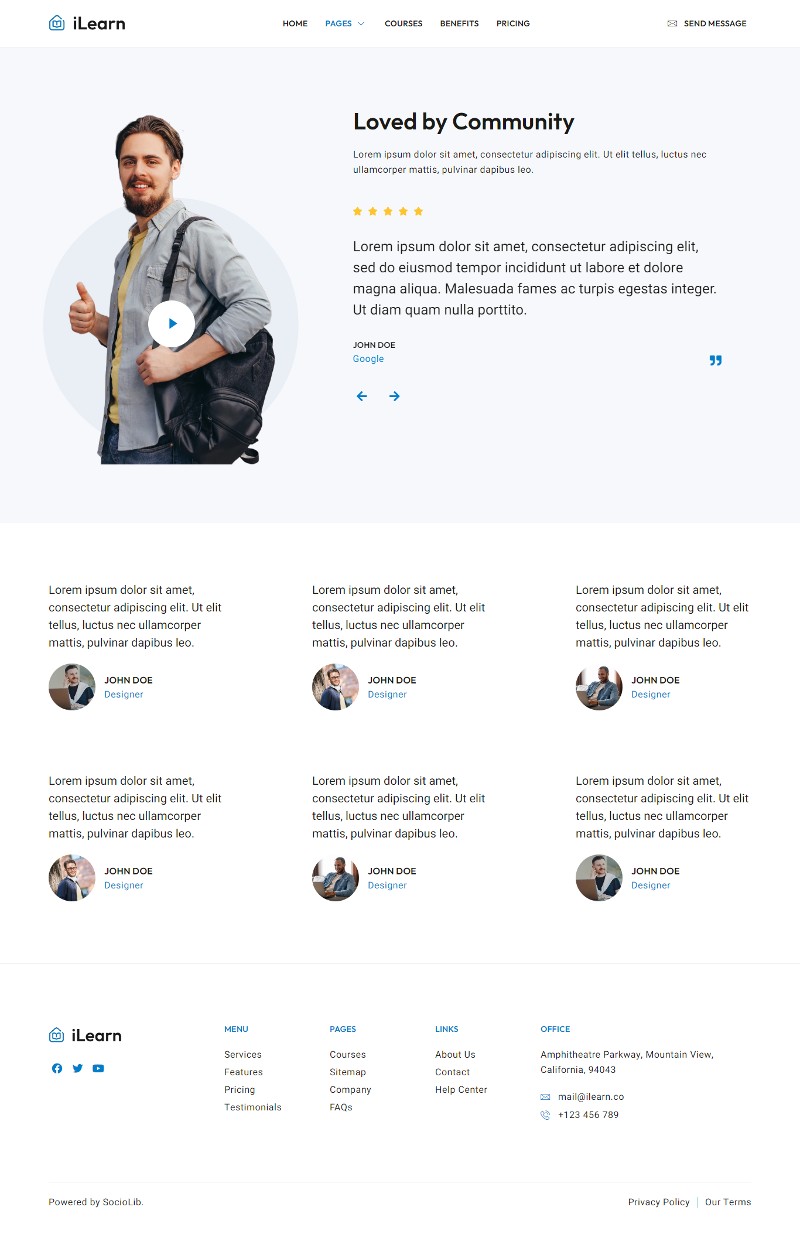 iLearn
HOME PAGES COURSES BENEFITS PRICING
SEND MESSAGE
Loved by Community
Lorem ipsum dolor sit amet, consectetur adipiscing elit. Ut elit tellus, luctus nec
ullamcorper mattis, pulvinar dapibus leo.
Lorem ipsum dolor sit amet, consectetur adipiscing elit,
sed do eiusmod tempor incididunt ut labore et dolore
magna aliqua. Malesuada fames ac turpis egestas integer.
Ut diam quam nulla porttito.
JOHN DOE
Google
Lorem ipsum dolor sit amet,
consectetur adipiscing elit. Ut elit
tellus, luctus nec ullamcorper
mattis, pulvinar dapibus leo.
JOHN DOE
Designer
Lorem ipsum dolor sit amet,
consectetur adipiscing elit. Ut elit
tellus, luctus nec ullamcorper
mattis, pulvinar dapibus leo.
JOHN DOE
Designer
Lorem ipsum dolor sit amet,
consectetur adipiscing elit. Ut elit
tellus, luctus nec ullamcorper
mattis, pulvinar dapibus leo.
JOHN DOE
Designer
Lorem ipsum dolor sit amet,
consectetur adipiscing elit. Ut elit
tellus, luctus nec ullamcorper
mattis, pulvinar dapibus leo.
JOHN DOE
Designer
Lorem ipsum dolor sit amet,
consectetur adipiscing elit. Ut elit
tellus, luctus nec ullamcorper
mattis, pulvinar dapibus leo.
JOHN DOE
Designer
Lorem ipsum dolor sit amet,
consectetur adipiscing elit. Ut elit
tellus, luctus nec ullamcorper
mattis, pulvinar dapibus leo.
JOHN DOE
Designer
iLearn
MENU
Services
Features
Pricing
Testimonials
PAGES
Courses
Sitemap
Company
FAQs
LINKS
About Us
Contact
Help Center
OFFICE
Amphitheatre Parkway, Mountain View,
California, 94043
mail@ilearn.co
+123 456 789
Powered by SocioLib.
Privacy Policy
Our Terms